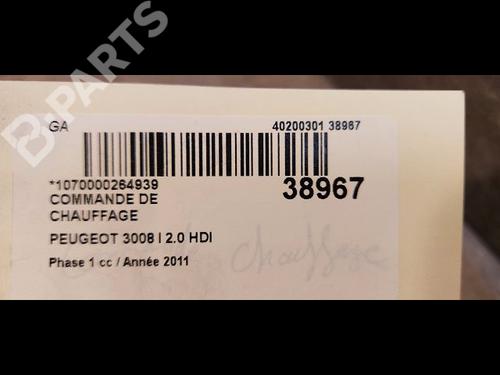 B-PARTS
GA
40200301 38967
*1070000264939
38967
COMMANDE DE
CHAUFFAGE
PEUGEOT 3008 I 2.0 HDI
Phase 1 cc / Année 2011
chauffage